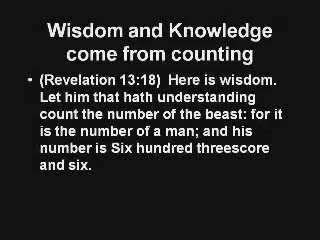 Wisdom and Knowledge
come from counting
• (Revelation 13:18)  Here is wisdom.
Let him that hath understanding
count the number of the beast: for it
is the number of a man; and his
number is Six hundred threescore
and six.